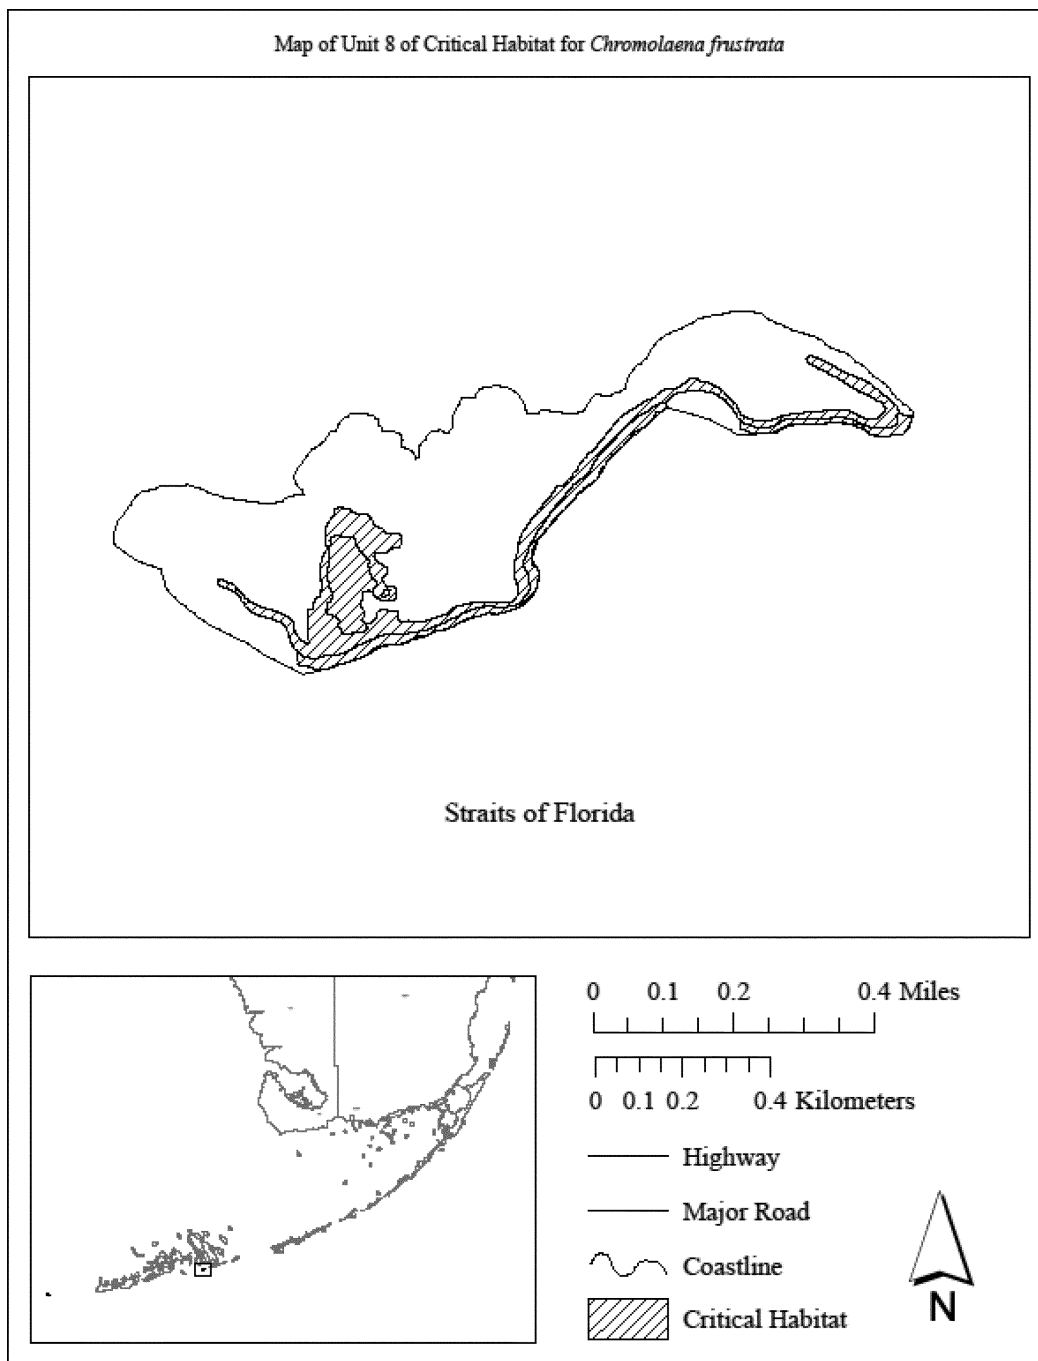 Map of Unit 8 of Critical Habitat for Chromolaena frustrata
Straits of Florida
0 0.1 0.2 0.4 Miles
0 0.1 0.2 0.4 Kilometers
Highway
Major Road
Coastline
Critical Habitat
N